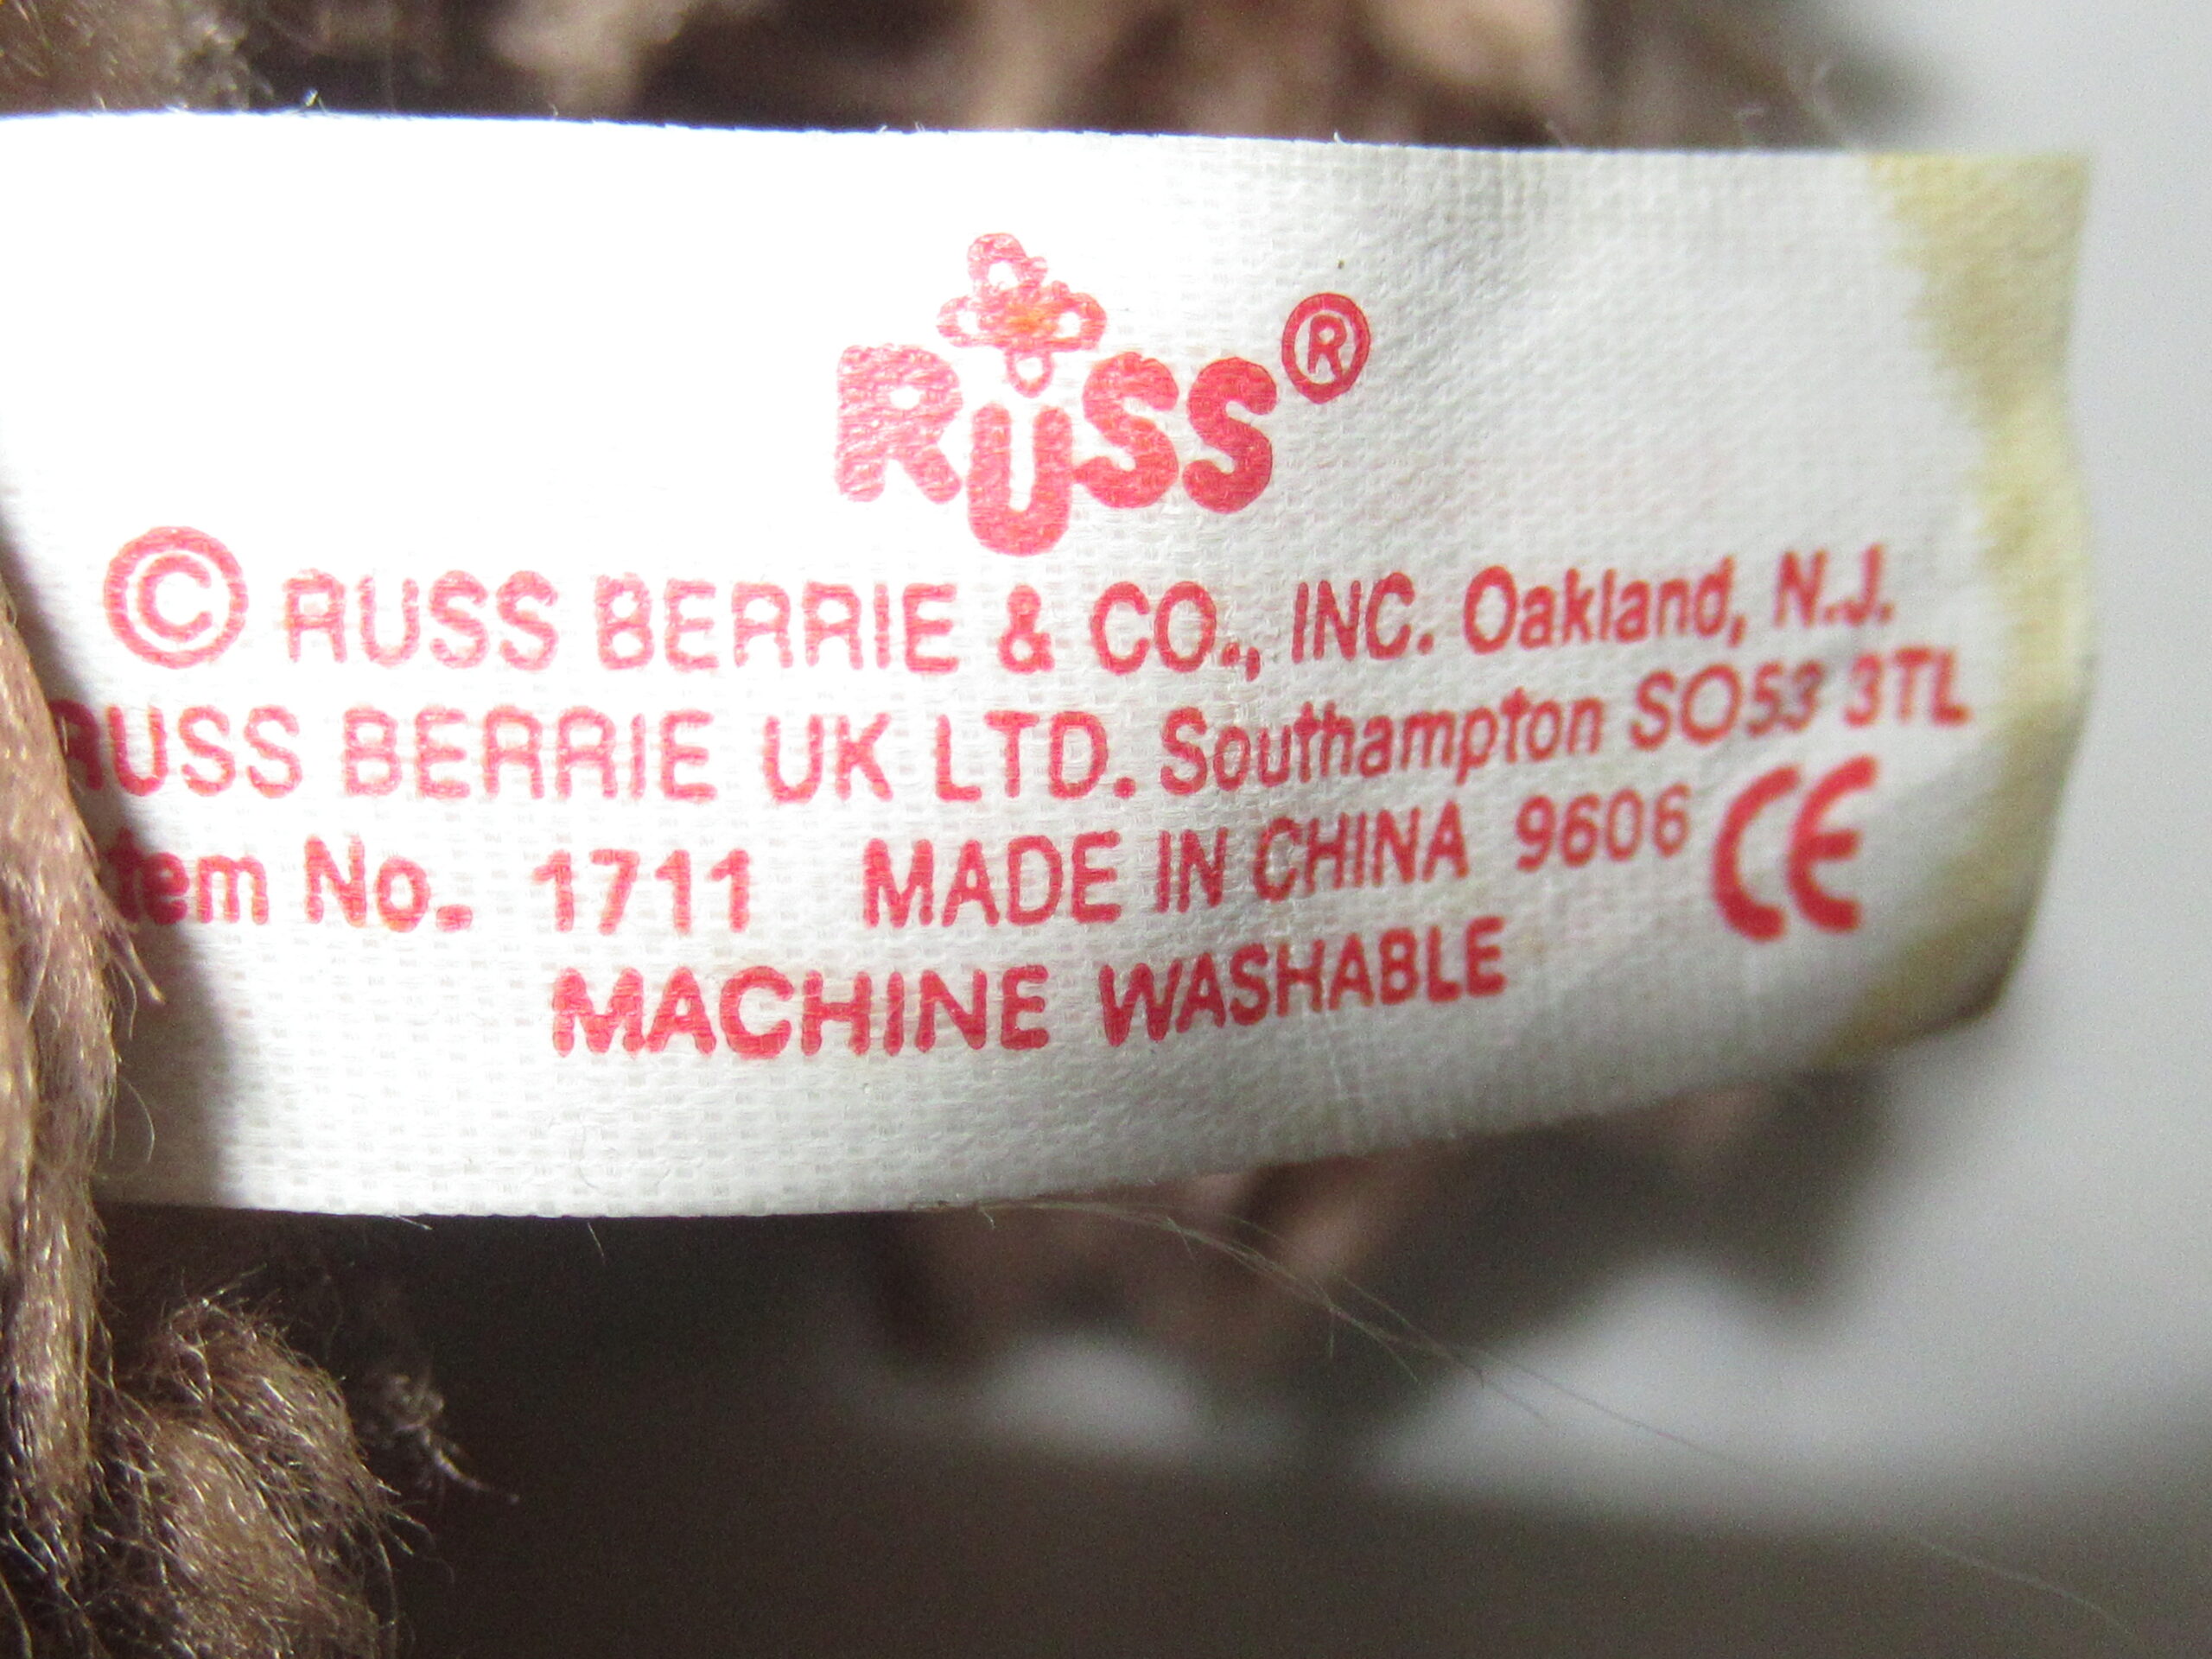 RUSS®
© RUSS BERRIE & CO., INC. Oakland, N.J.
RUSS BERRIE UK LTD. Southampton SO53 3TL
tem No. 1711 MADE IN CHINA 9606 CE
MACHINE WASHABLE